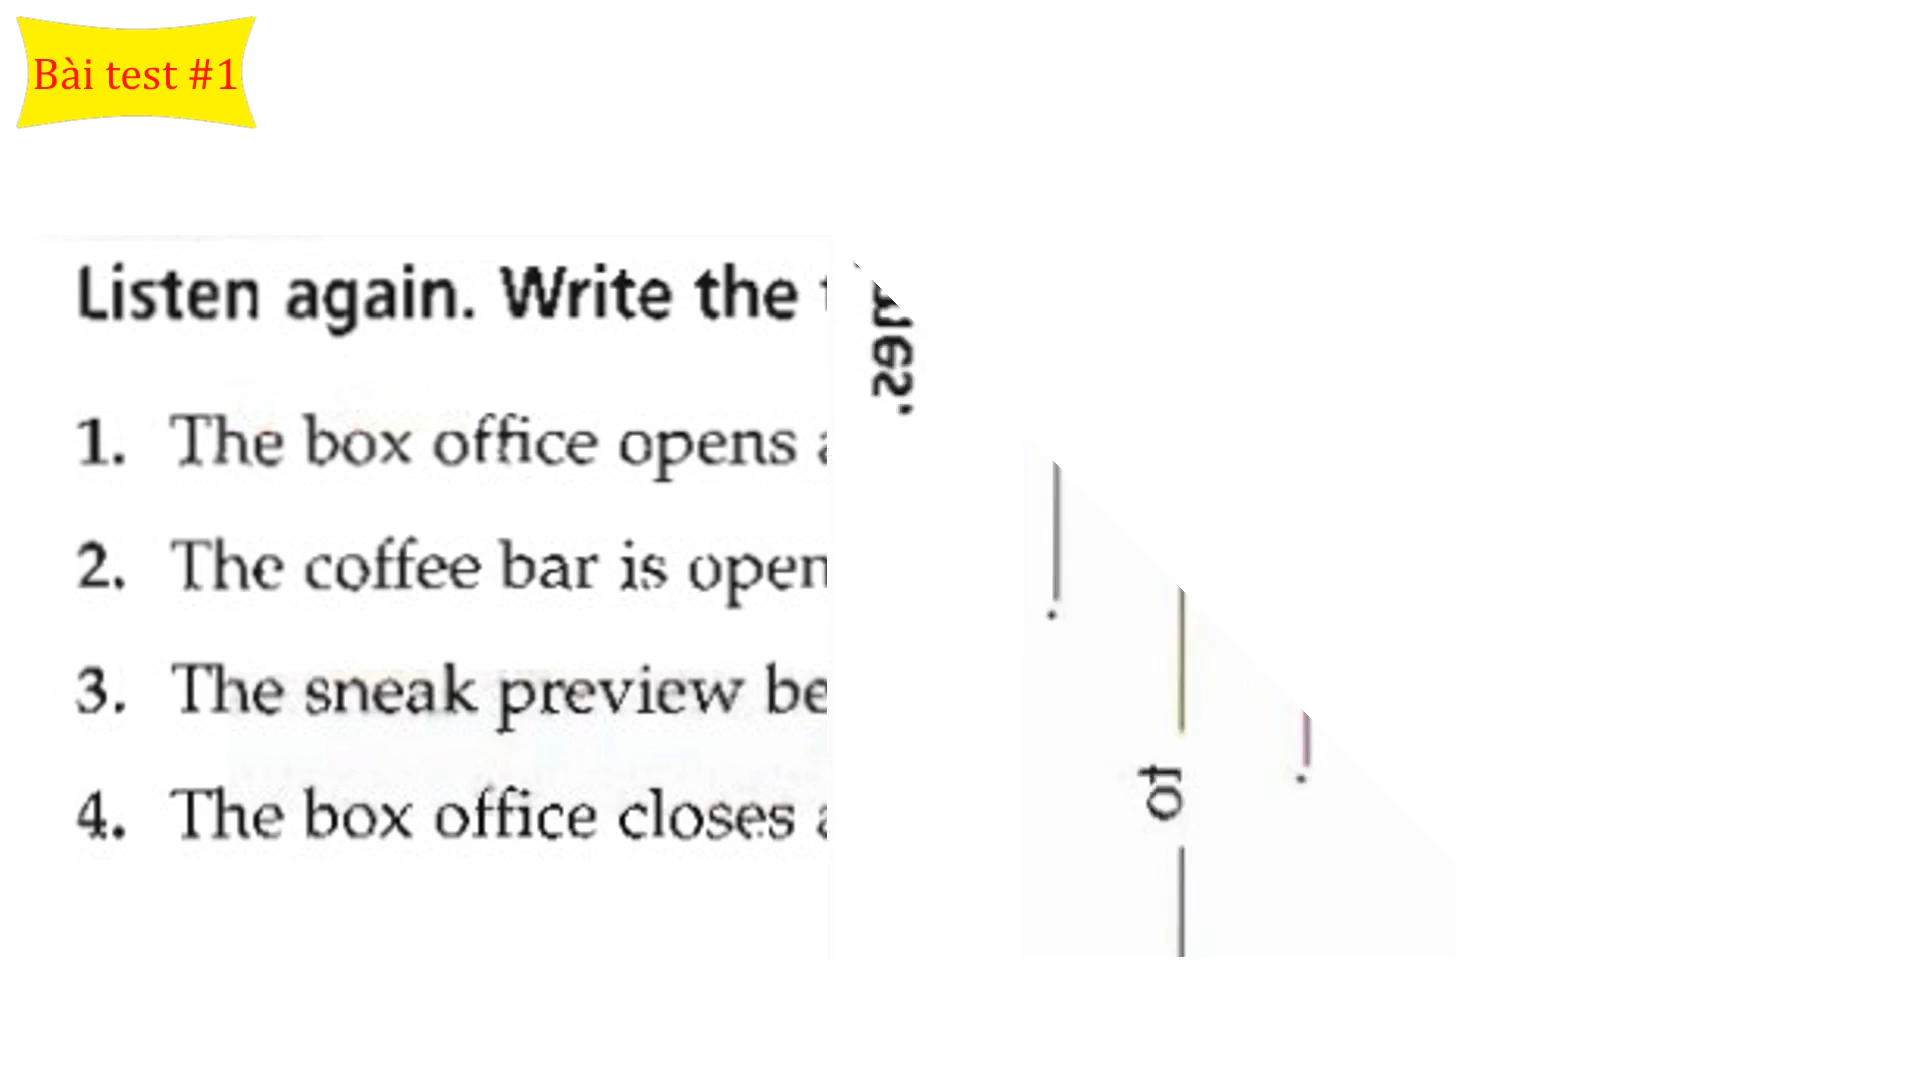 Bài test #1
Listen again. Write the
1. The box office opens
2. The coffee bar is open
3. The sneak preview be
4. The box office closes
to